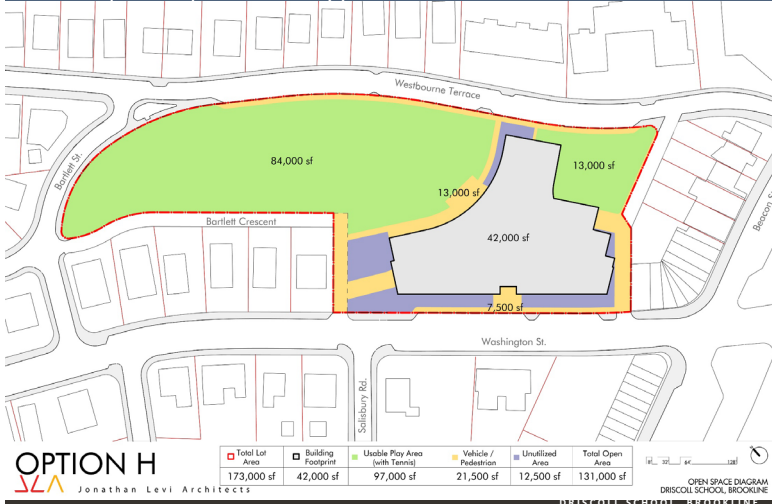 Westbourne Terrace
Bartlett St.
84,000 sf
13,000 sf
13,000 sf
Bartlett Crescent
42,000 sf
7,500 sf
Washington St.
Salisbury Rd.
OPTION H
Jonathan Levi Architects
Total Lot Area
Building Footprint
Usable Play Area (with Tennis)
Vehicle / Pedestrian
Unutilized Area
Total Open Area
173,000 sf
42,000 sf
97,000 sf
21,500 sf
12,500 sf
131,000 sf
64'
128'
OPEN SPACE DIAGRAM
DRISCOLL SCHOOL, BROOKLINE